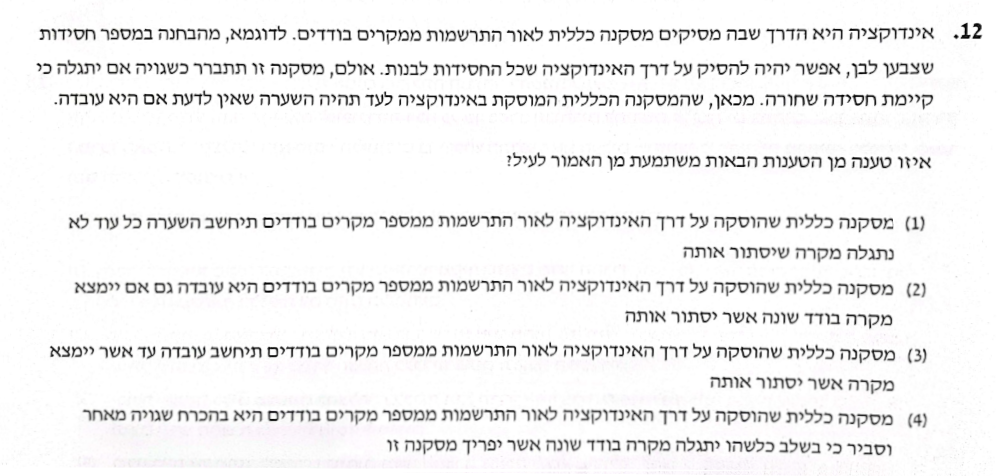 12. אינדוקציה היא הדרך שבה מסיקים מסקנה כללית לאור התרשמות ממקרים בודדים. לדוגמא, מהבחנה במספר חסידות
שצבען לבן, אפשר יהיה להסיק על דרך האינדוקציה שכל החסידות לבנות. אולם, מסקנה זו תתברר כשגויה אם יתגלה כי
קיימת חסידה שחורה. מכאן, שהמסקנה הכללית המוסקת באינדוקציה לעד תהיה השערה שאין לדעת אם היא עובדה.
איזו טענה מן הטענות הבאות משתמעת מן האמור לעיל?
(1) מסקנה כללית שהוסקה על דרך האינדוקציה לאור התרשמות ממספר מקרים בודדים תיחשב השערה כל עוד לא
נתגלה מקרה שיסתור אותה
(2) מסקנה כללית שהוסקה על דרך האינדוקציה לאור התרשמות ממספר מקרים בודדים היא עובדה גם אם יימצא
מקרה בודד שונה אשר יסתור אותה
(3) מסקנה כללית שהוסקה על דרך האינדוקציה לאור התרשמות ממספר מקרים בודדים תיחשב עובדה עד אשר יימצא
מקרה אשר יסתור אותה
(4) מסקנה כללית שהוסקה על דרך האינדוקציה לאור התרשמות ממספר מקרים בודדים היא בהכרח שגויה מאחר
וסביר כי בשלב כלשהו יתגלה מקרה בודד שונה אשר יפריך מסקנה זו